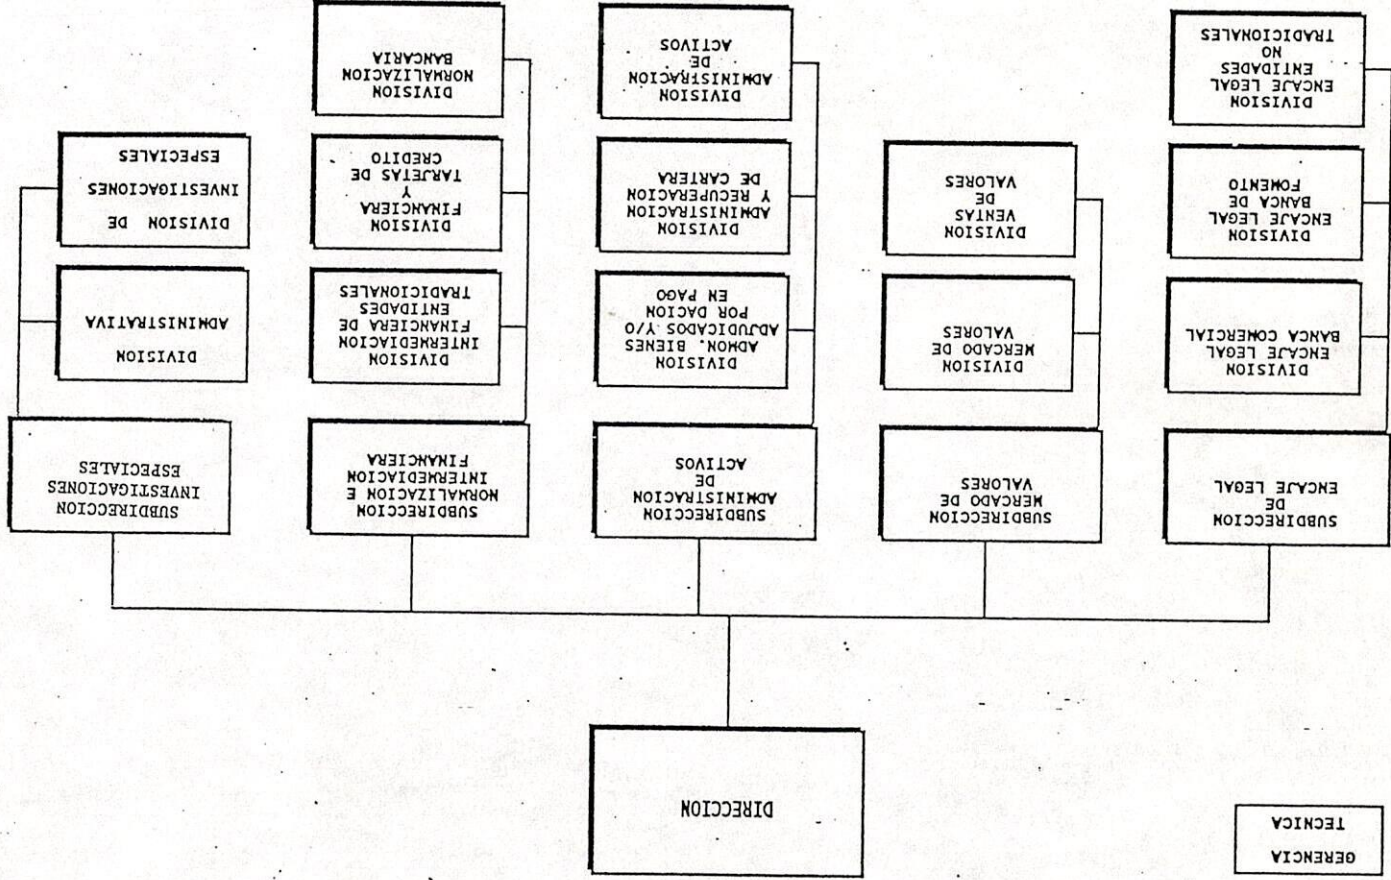 GERENCIA
TECNICA
DIRECCION
SUBDIRECCION
DE
ENCAJE LEGAL
SUBDIRECCION
MERCADO DE
VALORES
SUBDIRECCION
ADMINISTRACION
DE
ACTIVOS
SUBDIRECCION
NORMALIZACION E
INTERMEDIACION
FINANCIERA
SUBDIRECCION
INVESTIGACIONES
ESPECIALES
DIVISION
ENCAJE LEGAL
BANCA COMERCIAL
DIVISION
MERCADO DE
VALORES
DIVISION
ADMON. BIENES
ADJUDICADOS Y/O
POR DACION
EN PAGO
DIVISION
INTERMEDIACION
FINANCIERA DE
ENTIDADES
TRADICIONALES
DIVISION
ADMINISTRATIVA
DIVISION
ENCAJE LEGAL
BANCA DE
FOMENTO
DIVISION
VENTAS
DE
VALORES
DIVISION
ADMINISTRACION
Y RECUPERACION
DE CARTERA
DIVISION
FINANCIERA
Y
TARJETAS DE
CREDITO
DIVISION DE
INVESTIGACIONES
ESPECIALES
DIVISION
ENCAJE LEGAL
ENTIDADES
NO
TRADICIONALES
DIVISION
ADMINISTRACION
DE
ACTIVOS
DIVISION
NORMALIZACION
BANCARIA